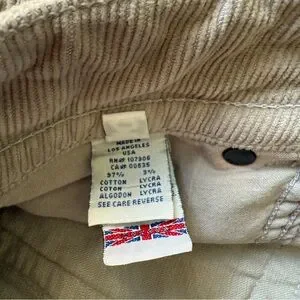 MADE IN
LOS ANGELES
USA
RN# 107906
CA# 00835
97% 3%
COTTON LYCRA
COTON LYCRA
ALGODON LYCRA
SEE CARE REVERSE